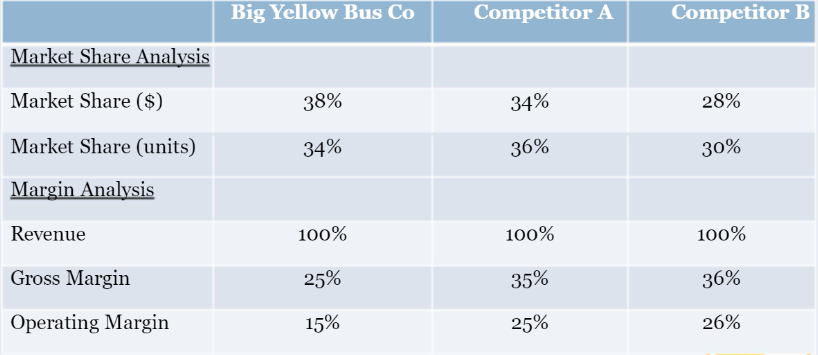 Big Yellow Bus Co Competitor A Competitor B
Market Share Analysis
Market Share ($) 38% 34% 28%
Market Share (units) 34% 36% 30%
Margin Analysis
Revenue 100% 100% 100%
Gross Margin 25% 35% 36%
Operating Margin 15% 25% 26%